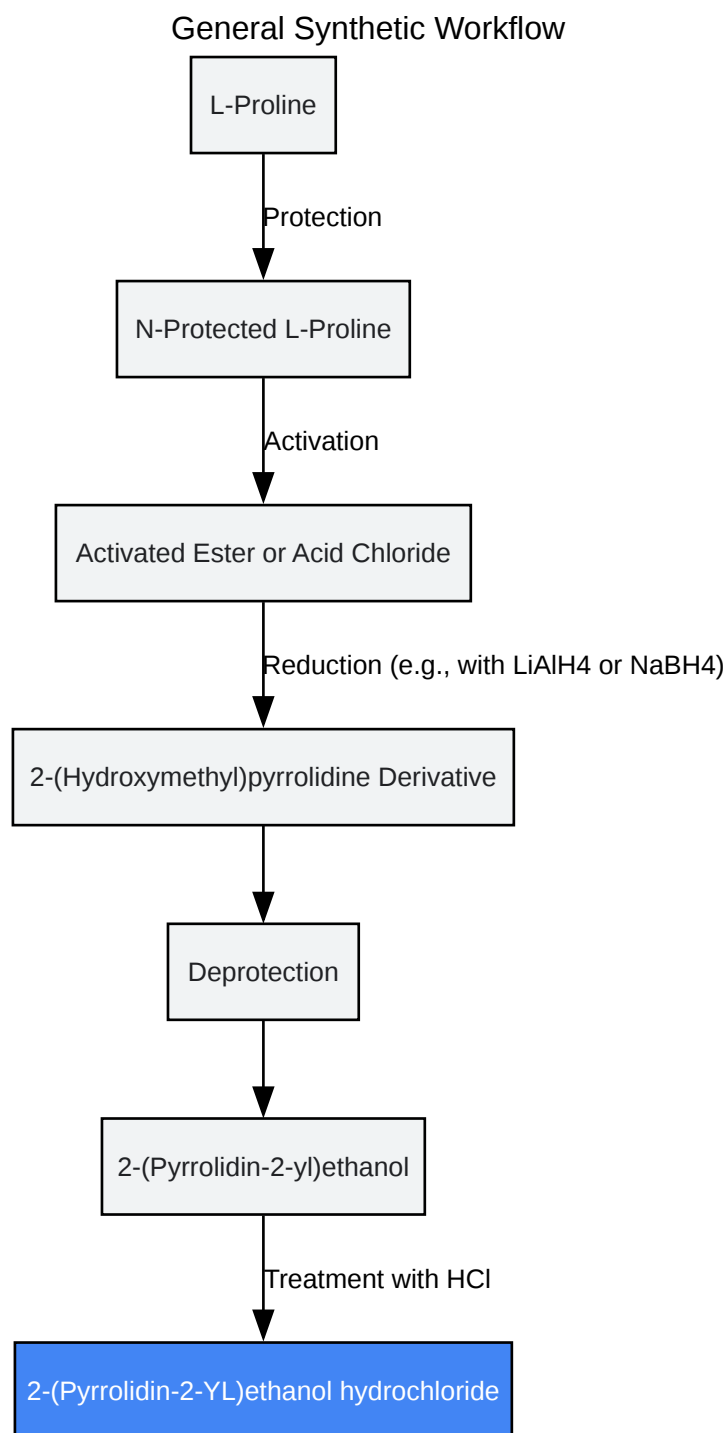 General Synthetic Workflow
L-Proline
Protection
N-Protected L-Proline
Activation
Activated Ester or Acid Chloride
Reduction (e.g., with LiAlH4 or NaBH4)
2-(Hydroxymethyl)pyrrolidine Derivative
Deprotection
2-(Pyrrolidin-2-yl)ethanol
Treatment with HCl
2-(Pyrrolidin-2-YL)ethanol hydrochloride